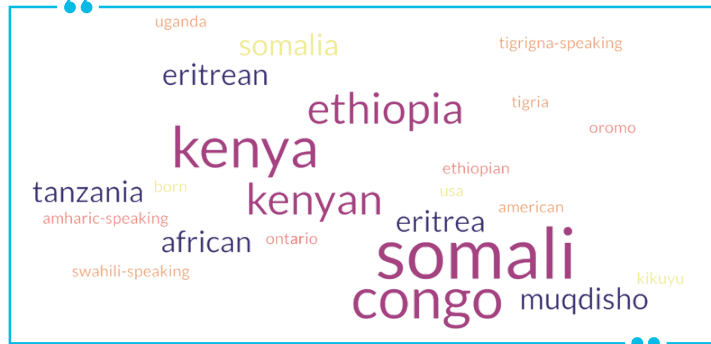 uganda
somalia
tigrigna-speaking
eritrean
ethiopia
tigria
oromo
kenya
ethiopian
tanzania
born
kenyan
usa
amharic-speaking
american
eritrea
african
ontario
somali
swahili-speaking
kikuyu
congo
muqdisho